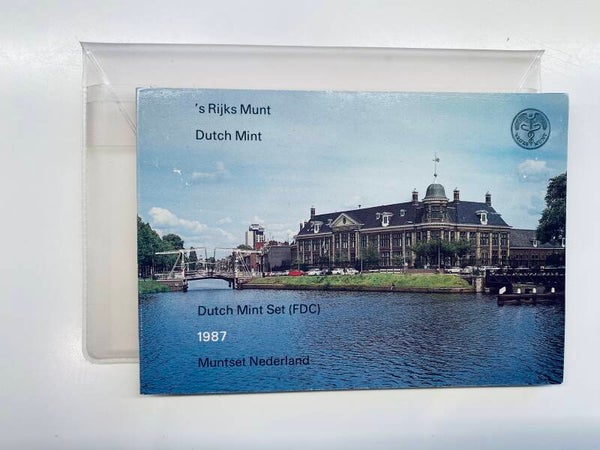 's Rijks Munt
Dutch Mint
Dutch Mint Set (FDC)
1987
Muntset Nederland